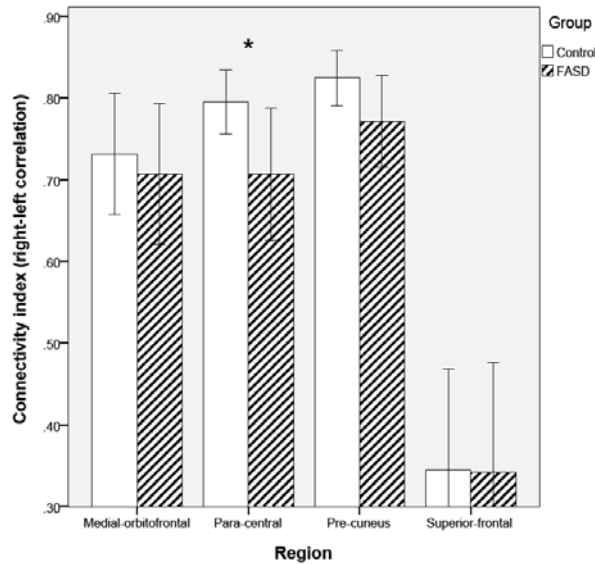 .90
.80
.70
.60
.50
.40
.30
Connectivity index (right-left correlation)
*
Group
Control
FASD
Medial-orbitofrontal
Para-central
Pre-cuneus
Superior-frontal
Region